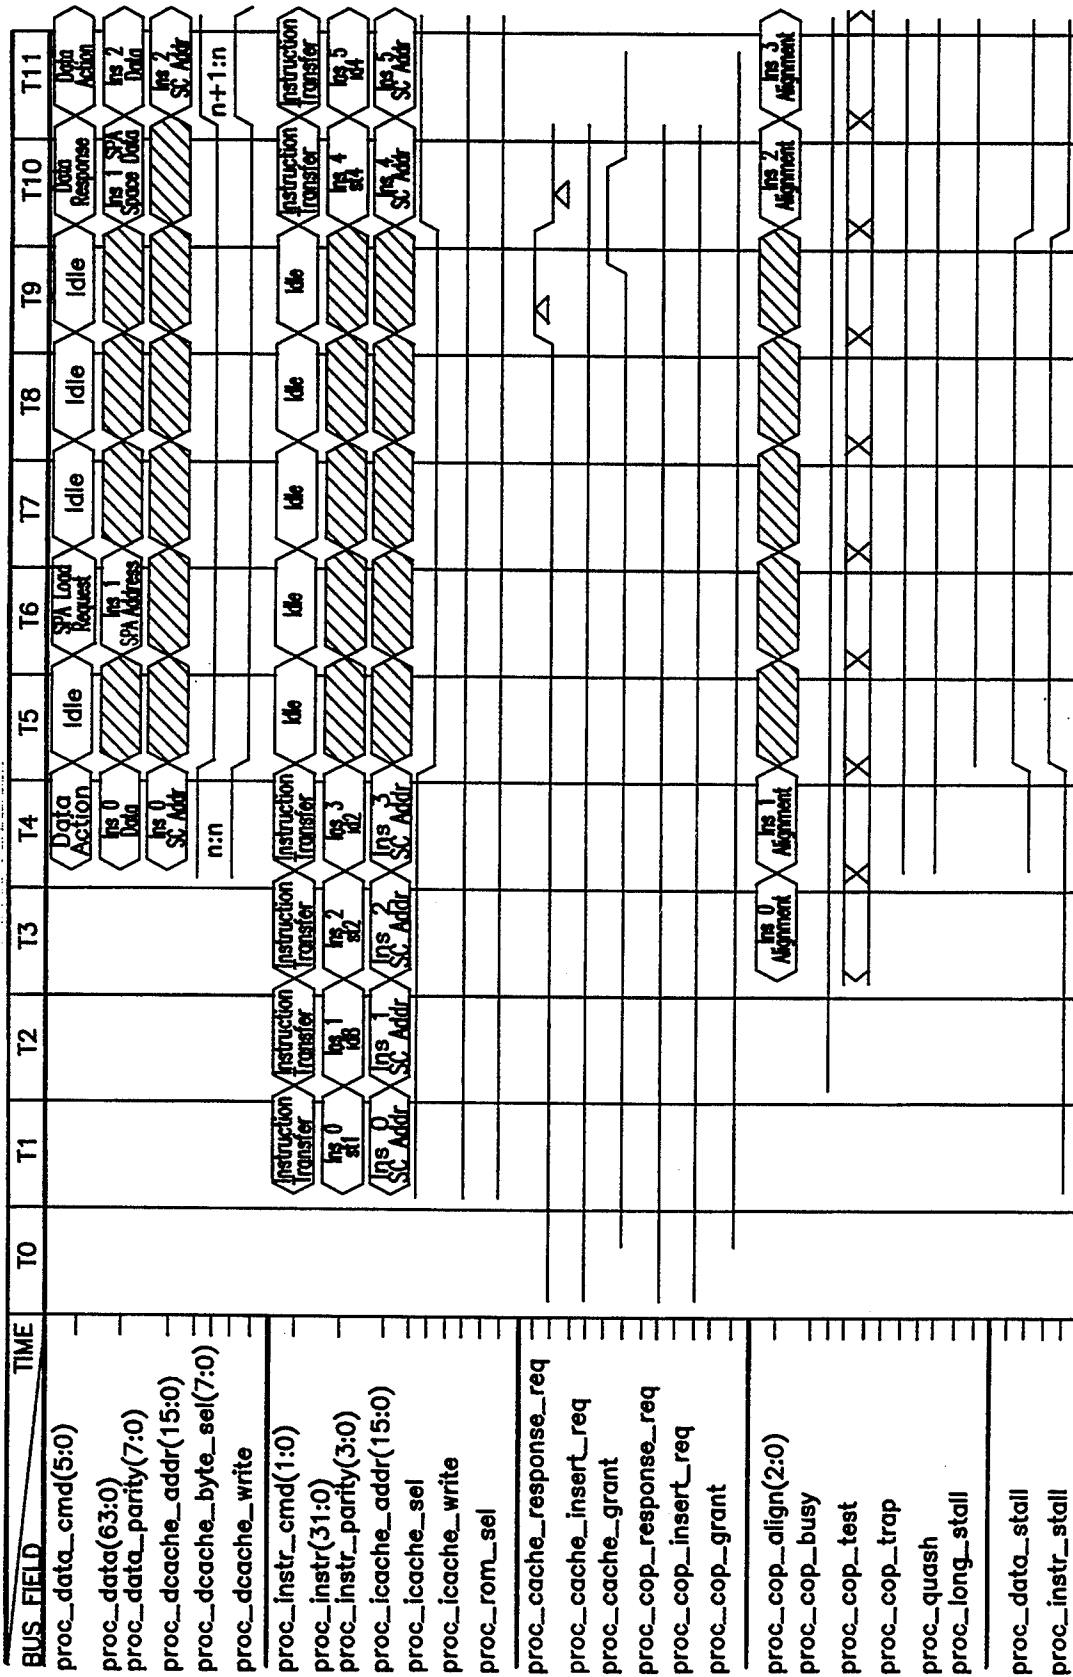 BUS FIELD TIME T0 T1 T2 T3 T4 T5 T6 T7 T8 T9 T10 T11
proc_data_cmd(5:0) Data Action Idle SPA Load Request Idle Idle Idle Data Response Data Action
proc_data(63:0) Ins 0 Data Ins 1 SPA Address Ins 1 SPA Space Data Ins 2 Data
proc_data_parity(7:0)
proc_dcache_addr(15:0) Ins 0 SC Addr Ins 2 SC Addr
proc_dcache_byte_sel(7:0) n:n n+1:n
proc_dcache_write
proc_instr_cmd(1:0) Instruction Transfer Instruction Transfer Instruction Transfer Instruction Transfer Idle Idle Idle Idle Idle Instruction Transfer Instruction Transfer
proc_instr(31:0) Ins 0 st1 Ins 1 ld8 Ins 2 st2 Ins 3 ld2 Ins 4 st4 Ins 5 ld4
proc_instr_parity(3:0)
proc_icache_addr(15:0) Ins 0 SC Addr Ins 1 SC Addr Ins 2 SC Addr Ins 3 SC Addr Ins 4 SC Addr Ins 5 SC Addr
proc_icache_sel
proc_icache_write
proc_rom_sel
proc_cache_response_req
proc_cache_insert_req
proc_cache_grant
proc_cop_response_req
proc_cop_insert_req
proc_cop_grant
proc_cop_align(2:0) Ins 0 Alignment Ins 1 Alignment Ins 2 Alignment Ins 3 Alignment
proc_cop_busy
proc_cop_test
proc_cop_trap
proc_quash
proc_long_stall
proc_data_stall
proc_instr_stall